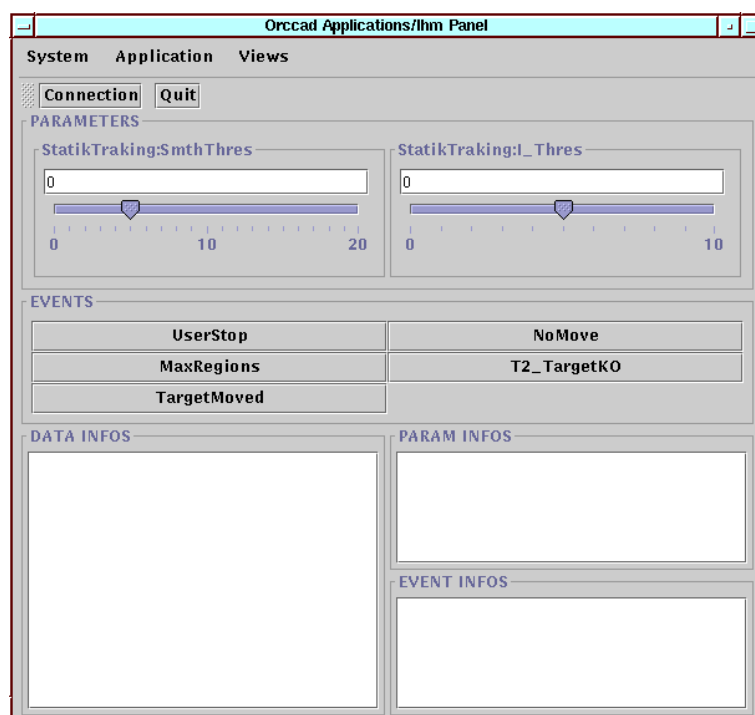 Orccad Applications/Ihm Panel
System Application Views
Connection Quit
PARAMETERS
StatikTraking:SmthThres StatikTraking:I_Thres
0 0
0 10 20 0 10
EVENTS
UserStop NoMove
MaxRegions T2_TargetKO
TargetMoved
DATA INFOS PARAM INFOS
EVENT INFOS